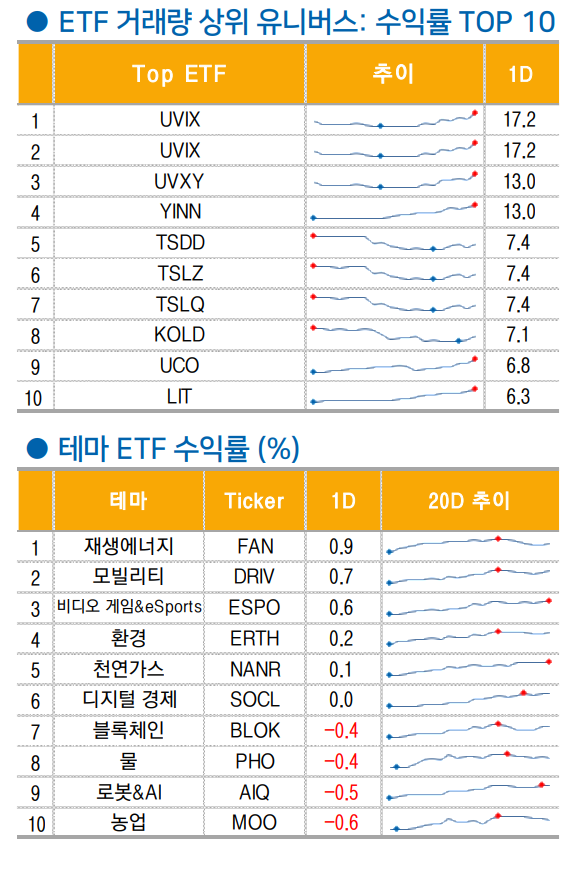 ● ETF 거래량 상위 유니버스: 수익률 TOP 10
Top ETF 추이 1D
1 UVIX 17.2
2 UVIX 17.2
3 UVXY 13.0
4 YINN 13.0
5 TSDD 7.4
6 TSLZ 7.4
7 TSLQ 7.4
8 KOLD 7.1
9 UCO 6.8
10 LIT 6.3
● 테마 ETF 수익률 (%)
테마 Ticker 1D 20D 추이
1 재생에너지 FAN 0.9
2 모빌리티 DRIV 0.7
3 비디오 게임&eSports ESPO 0.6
4 환경 ERTH 0.2
5 천연가스 NANR 0.1
6 디지털 경제 SOCL 0.0
7 블록체인 BLOK -0.4
8 물 PHO -0.4
9 로봇&AI AIQ -0.5
10 농업 MOO -0.6